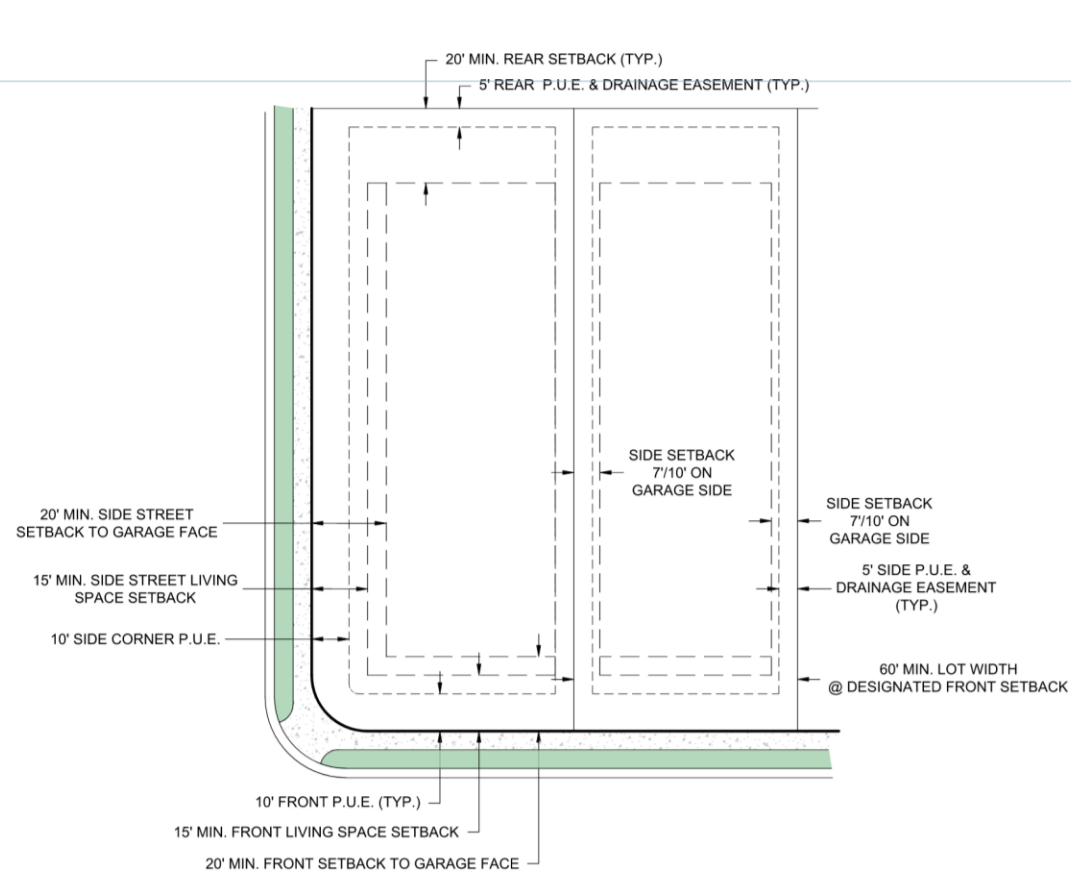 20' MIN. REAR SETBACK (TYP.)
5' REAR P.U.E. & DRAINAGE EASEMENT (TYP.)
SIDE SETBACK
7'/10' ON
GARAGE SIDE
SIDE SETBACK
7'/10' ON
GARAGE SIDE
20' MIN. SIDE STREET
SETBACK TO GARAGE FACE
5' SIDE P.U.E. &
DRAINAGE EASEMENT
(TYP.)
15' MIN. SIDE STREET LIVING
SPACE SETBACK
10' SIDE CORNER P.U.E.
60' MIN. LOT WIDTH
@ DESIGNATED FRONT SETBACK
10' FRONT P.U.E. (TYP.)
15' MIN. FRONT LIVING SPACE SETBACK
20' MIN. FRONT SETBACK TO GARAGE FACE